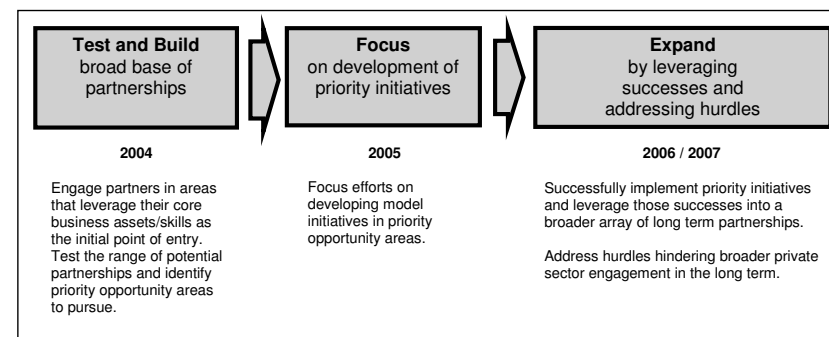 Test and Build
broad base of
partnerships
Focus
on development of
priority initiatives
Expand
by leveraging
successes and
addressing hurdles
2004
2005
2006 / 2007
Engage partners in areas
that leverage their core
business assets/skills as
the initial point of entry.
Test the range of potential
partnerships and identify
priority opportunity areas
to pursue.
Focus efforts on
developing model
initiatives in priority
opportunity areas.
Successfully implement priority initiatives
and leverage those successes into a
broader array of long term partnerships.
Address hurdles hindering broader private
sector engagement in the long term.